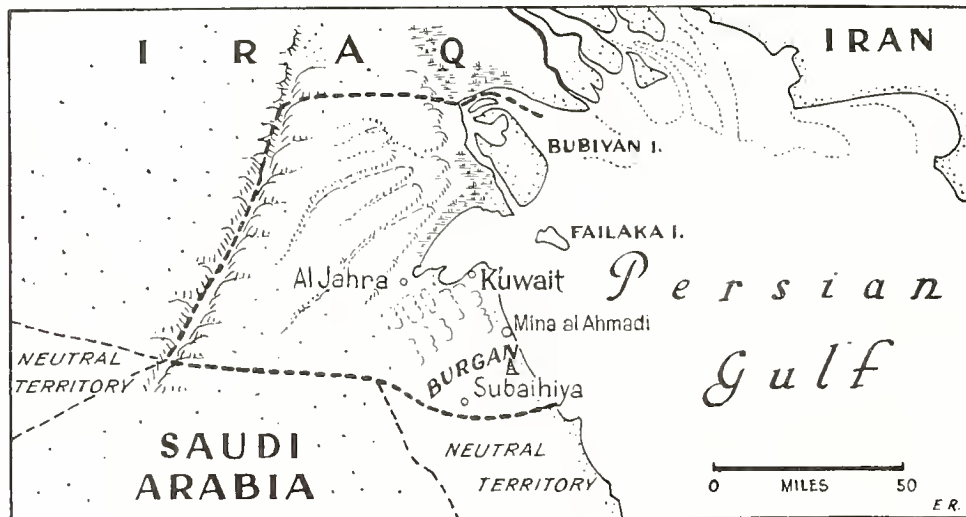 IRAQ
IRAN
BUBIYAN I.
FAILAKA I.
Al Jahra
Kuwait
Persian
Gulf
Mina al Ahmadi
BURGAN
Subaihiya
NEUTRAL
TERRITORY
SAUDI
ARABIA
NEUTRAL
TERRITORY
0 MILES 50
E R.